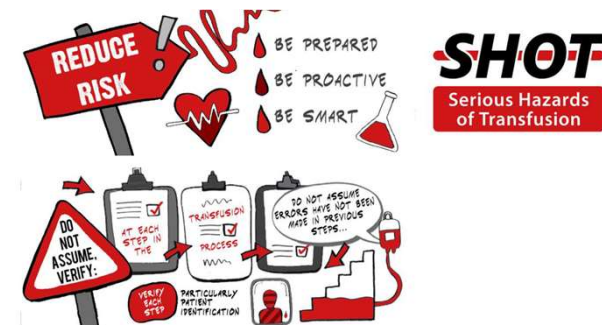 REDUCE
RISK
BE PREPARED
BE PROACTIVE
BE SMART
SHOT
Serious Hazards
of Transfusion
DO
NOT
ASSUME,
VERIFY:
AT EACH
STEP IN
THE
TRANSFUSION
PROCESS
DO NOT ASSUME
ERRORS HAVE NOT BEEN
MADE IN PREVIOUS
STEPS...
VERIFY
EACH
STEP
PARTICULARLY
PATIENT
IDENTIFICATION